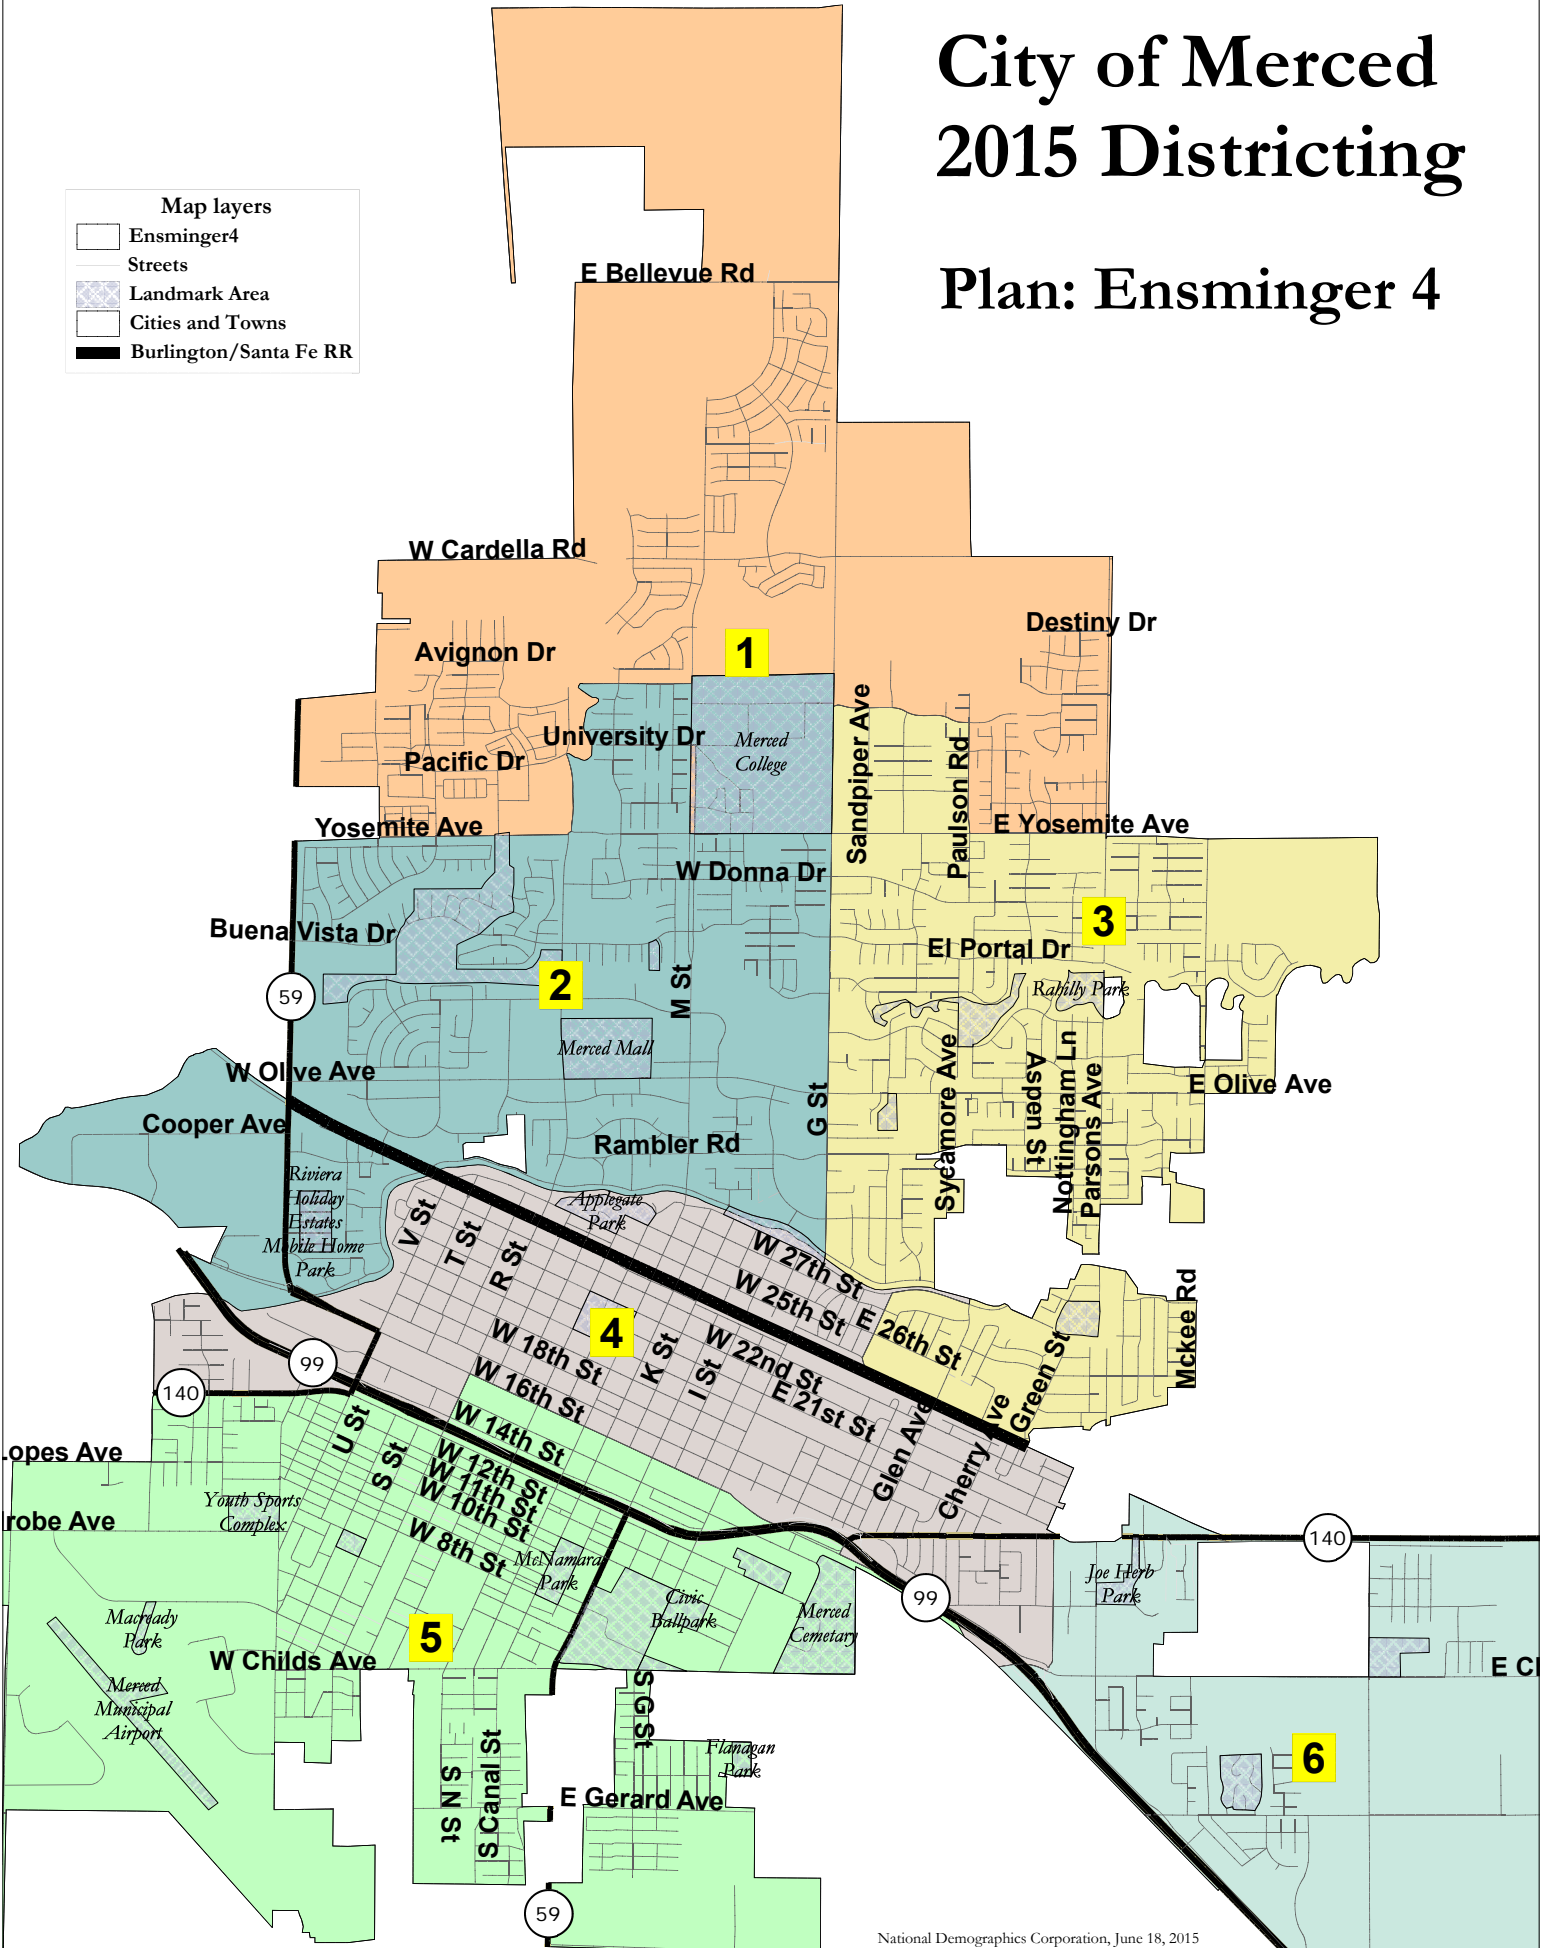 City of Merced
2015 Districting
Plan: Ensminger 4
Map layers
Ensminger4
Streets
Landmark Area
Cities and Towns
Burlington/Santa Fe RR
E Bellevue Rd
W Cardella Rd
Destiny Dr
Avignon Dr
1
University Dr
Merced
College
Pacific Dr
Sandpiper Ave
Paulson Rd
Yosemite Ave
E Yosemite Ave
W Donna Dr
Buena Vista Dr
3
El Portal Dr
2
M St
59
Rahilly Park
Merced Mall
W Olive Ave
E Olive Ave
Cooper Ave
G St
Sycamore Ave
Aspen St
Nottingham Ln
Parsons Ave
Rambler Rd
Riviera
Holiday
Estates
Mobile Home
Park
Applegate
Park
V St
T St
R St
W 27th St
W 25th St
E 26th St
Mckee Rd
4
W 18th St
K St
I St
W 22nd St
E 21st St
Green St
99
140
W 16th St
W 14th St
Glen Ave
Cherry Ave
U St
S St
W 12th St
W 11th St
W 10th St
W 8th St
Lopes Ave
Youth Sports
Complex
robe Ave
140
McNamara
Park
Joe Herb
Park
99
Civic
Ballpark
Merced
Cemetary
Macready
Park
5
W Childs Ave
E Cl
Merced
Municipal
Airport
S G St
Flanagan
Park
6
S N St
S Canal St
E Gerard Ave
59
National Demographics Corporation, June 18, 2015